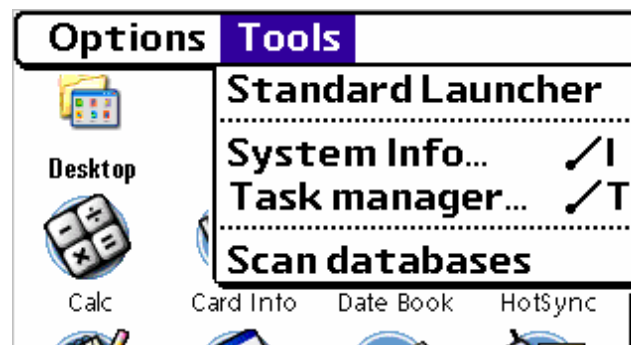 Options Tools
Standard Launcher
System Info... I
Task manager... T
Scan databases
Desktop
Calc Card Info Date Book HotSync